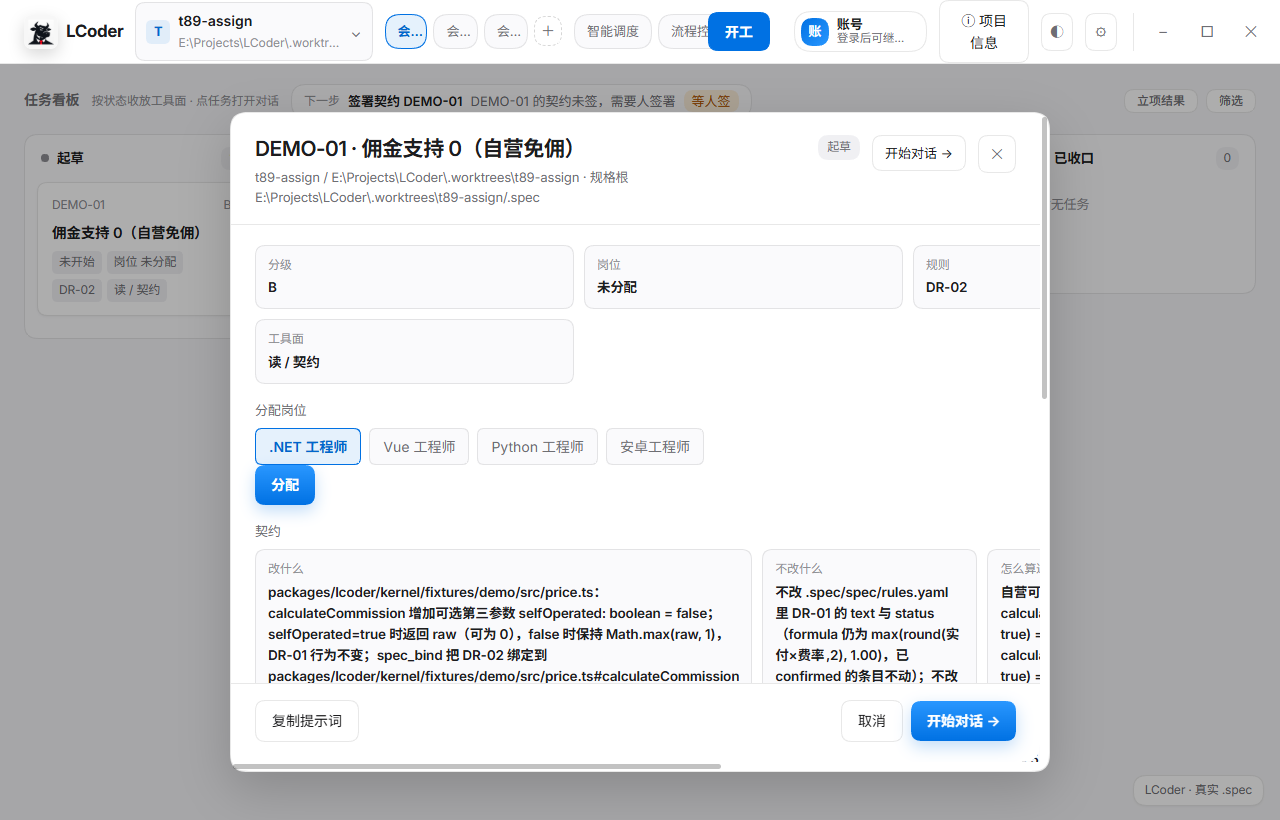 LCoder
T
t89-assign
E:\Projects\LCoder\.worktr...
会...
会...
会...
+
智能调度
流程控
开工
账
账号
登录后可继...
ⓘ 项目
信息
任务看板
按状态收放工具面 · 点任务打开对话
下一步 签署契约 DEMO-01 DEMO-01 的契约未签，需要人签署 等人签
立项结果
筛选
起草
DEMO-01
B
佣金支持 0（自营免佣）
未开始
岗位 未分配
DR-02
读 / 契约
已收口
0
无任务
DEMO-01 · 佣金支持 0（自营免佣）
起草
开始对话 →
t89-assign / E:\Projects\LCoder\.worktrees\t89-assign · 规格根
E:\Projects\LCoder\.worktrees\t89-assign/.spec
分级
B
岗位
未分配
规则
DR-02
工具面
读 / 契约
分配岗位
.NET 工程师
Vue 工程师
Python 工程师
安卓工程师
分配
契约
改什么
packages/lcoder/kernel/fixtures/demo/src/price.ts：
calculateCommission 增加可选第三参数 selfOperated: boolean = false；
selfOperated=true 时返回 raw（可为 0），false 时保持 Math.max(raw, 1)，
DR-01 行为不变；spec_bind 把 DR-02 绑定到
packages/lcoder/kernel/fixtures/demo/src/price.ts#calculateCommission
不改什么
不改 .spec/spec/rules.yaml
里 DR-01 的 text 与 status
（formula 仍为 max(round(实
付×费率,2), 1.00)，已
confirmed 的条目不动）；不改
怎么算
自营可
calcula
true) =
calcula
true) =
复制提示词
取消
开始对话 →
LCoder · 真实 .spec